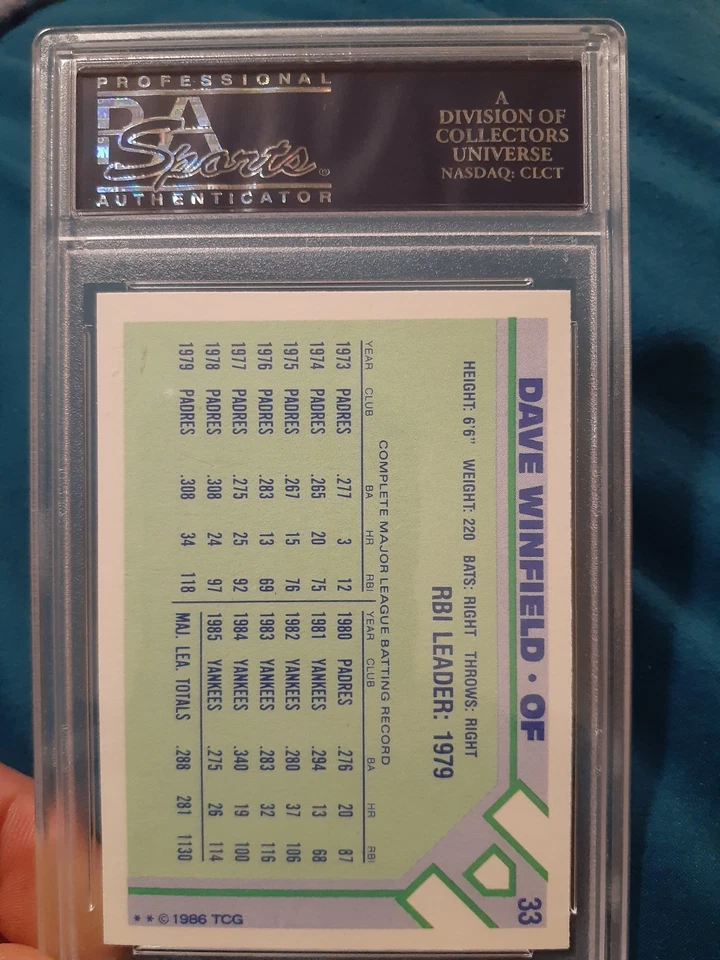 PROFESSIONAL
PSA
Sports®
AUTHENTICATOR
A
DIVISION OF
COLLECTORS
UNIVERSE
NASDAQ: CLCT
DAVE WINFIELD • OF
33
HEIGHT: 6'6" WEIGHT: 220 BATS: RIGHT THROWS: RIGHT
RBI LEADER: 1979
COMPLETE MAJOR LEAGUE BATTING RECORD
YEAR CLUB BA HR RBI YEAR CLUB BA HR RBI
1973 PADRES .277 3 12 1980 PADRES .276 20 87
1974 PADRES .265 20 75 1981 YANKEES .294 13 68
1975 PADRES .267 15 76 1982 YANKEES .280 37 106
1976 PADRES .283 13 69 1983 YANKEES .283 32 116
1977 PADRES .275 25 92 1984 YANKEES .340 19 100
1978 PADRES .308 24 97 1985 YANKEES .275 26 114
1979 PADRES .308 34 118 MAJ. LEA. TOTALS .288 281 1130
* * © 1986 TCG